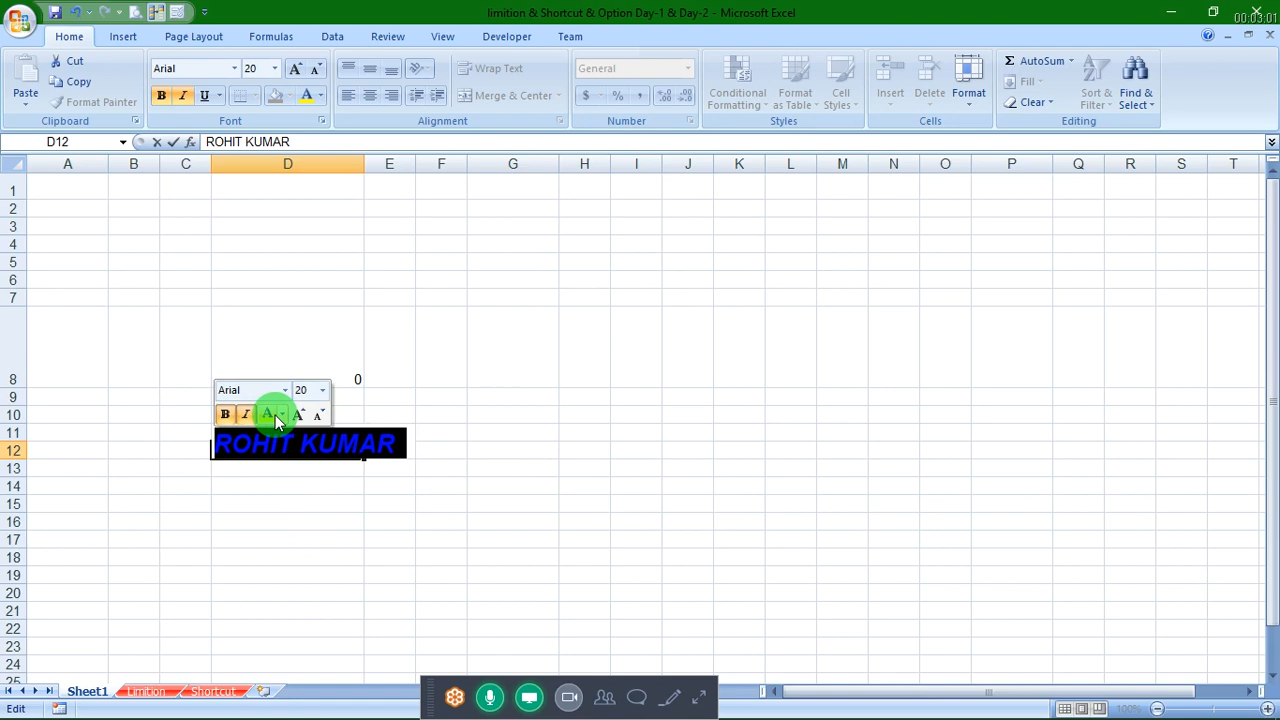 limition & Shortcut & Option Day-1 & Day-2 - Microsoft Excel
00:03:01
Home Insert Page Layout Formulas Data Review View Developer Team
Paste
Cut
Copy
Format Painter
Clipboard
Arial 20
B I U A
Font
Wrap Text
Merge & Center
Alignment
General
$ % ,
Number
Conditional Formatting
Format as Table
Cell Styles
Styles
Insert Delete Format
Cells
Σ AutoSum
Fill
Clear
Sort & Filter
Find & Select
Editing
D12 fx ROHIT KUMAR
A B C D E F G H I J K L M N O P Q R S T
1
2
3
4
5
6
7
8 0
9
Arial 20
10
B I A A A
11
ROHIT KUMAR
12
13
14
15
16
17
18
19
20
21
22
23
24
25
Sheet1 Limition Shortcut
Edit 100%